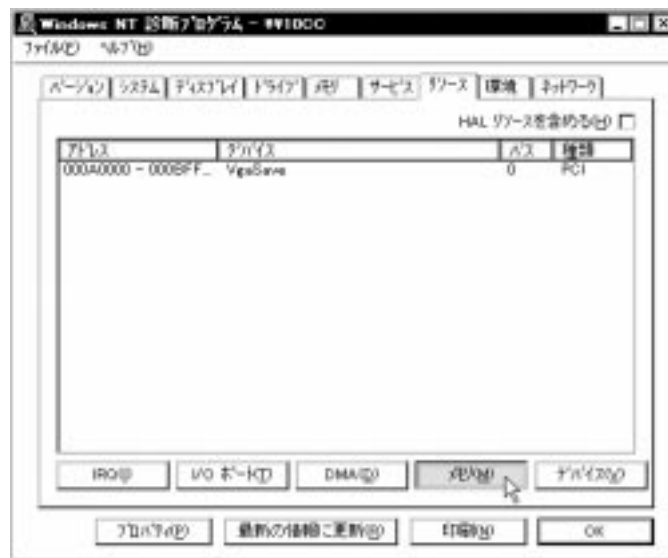 Windows NT 診断プログラム - ¥¥1000
ファイル(F) ヘルプ(H)
バージョン システム ディスプレイ ドライブ メモリ サービス リソース 環境 ネットワーク
HAL リソースを含める(H)
アドレス デバイス バス 種類
000A0000 - 000BFF... VgaSave 0 PCI
IRQ(I) I/O ポート(T) DMA(D) メモリ(M) デバイス(V)
プロパティ(P) 最新の情報に更新(R) 印刷(N) OK